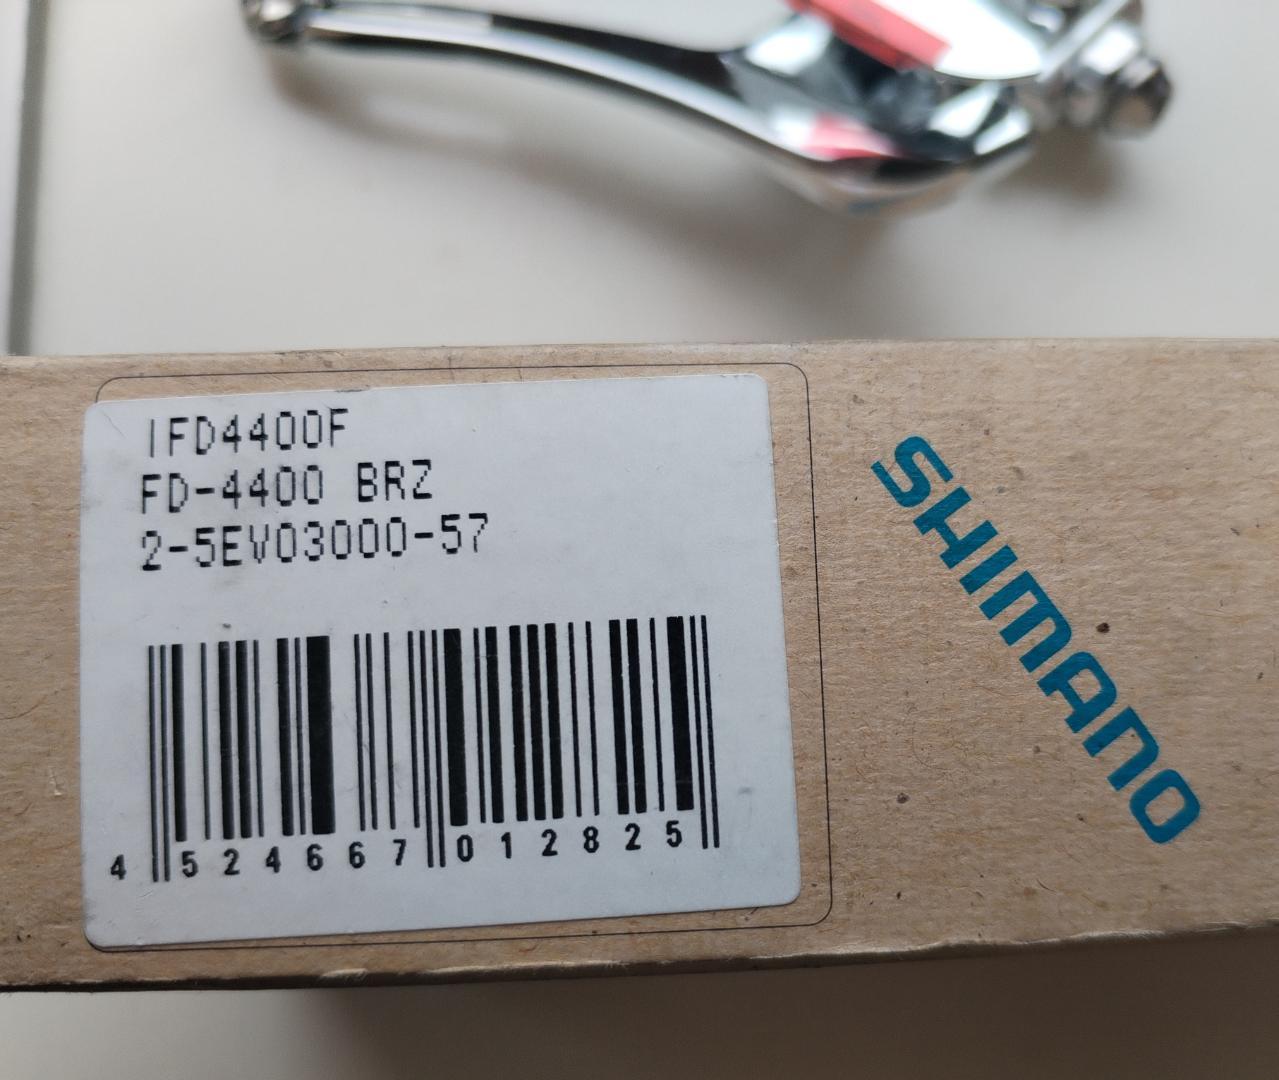 IFD4400F
FD-4400 BRZ
2-5EV03000-57
4 524667 012825
SHIMANO